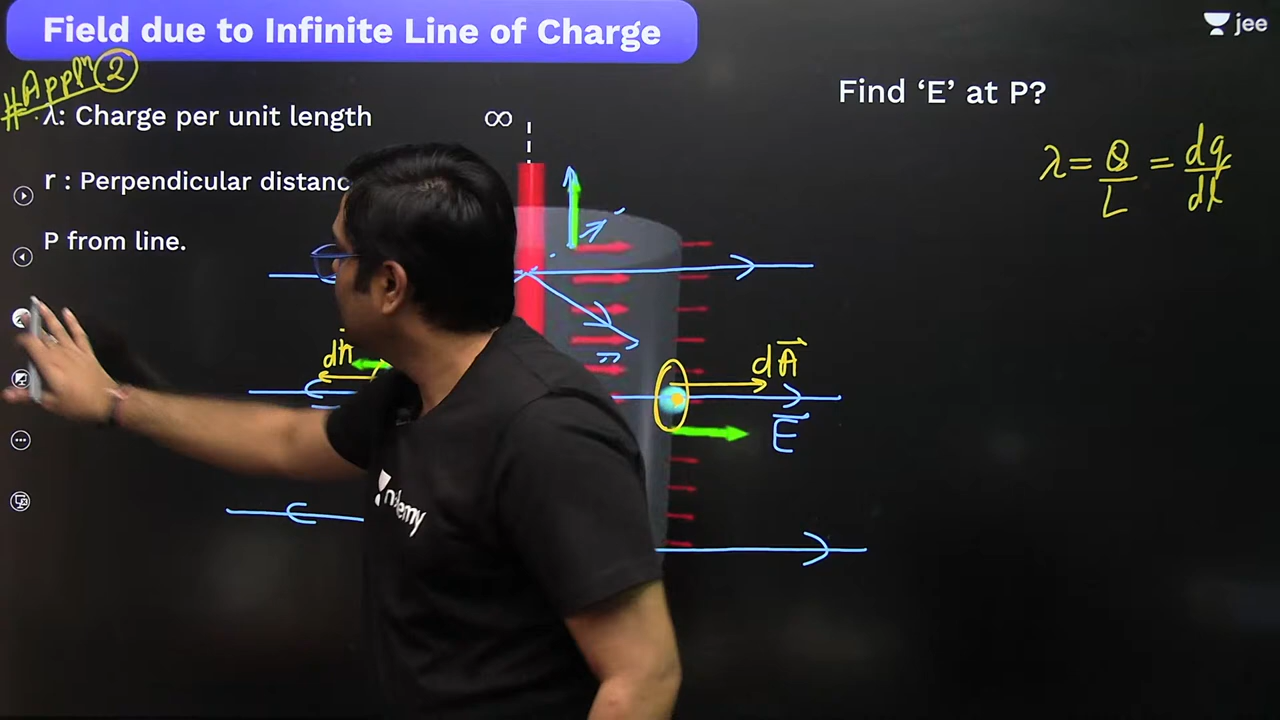 Field due to Infinite Line of Charge
jee
#Appln 2
λ: Charge per unit length
∞
Find ‘E’ at P?
λ = Q/L = dq/dl
r : Perpendicular distanc
P from line.
dA
dA
E